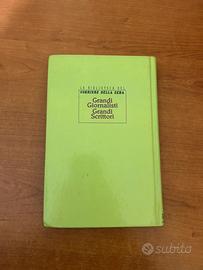 LA BIBLIOTECA DEL
CORRIERE DELLA SERA
Grandi
Giornalisti
Grandi
Scrittori
subito